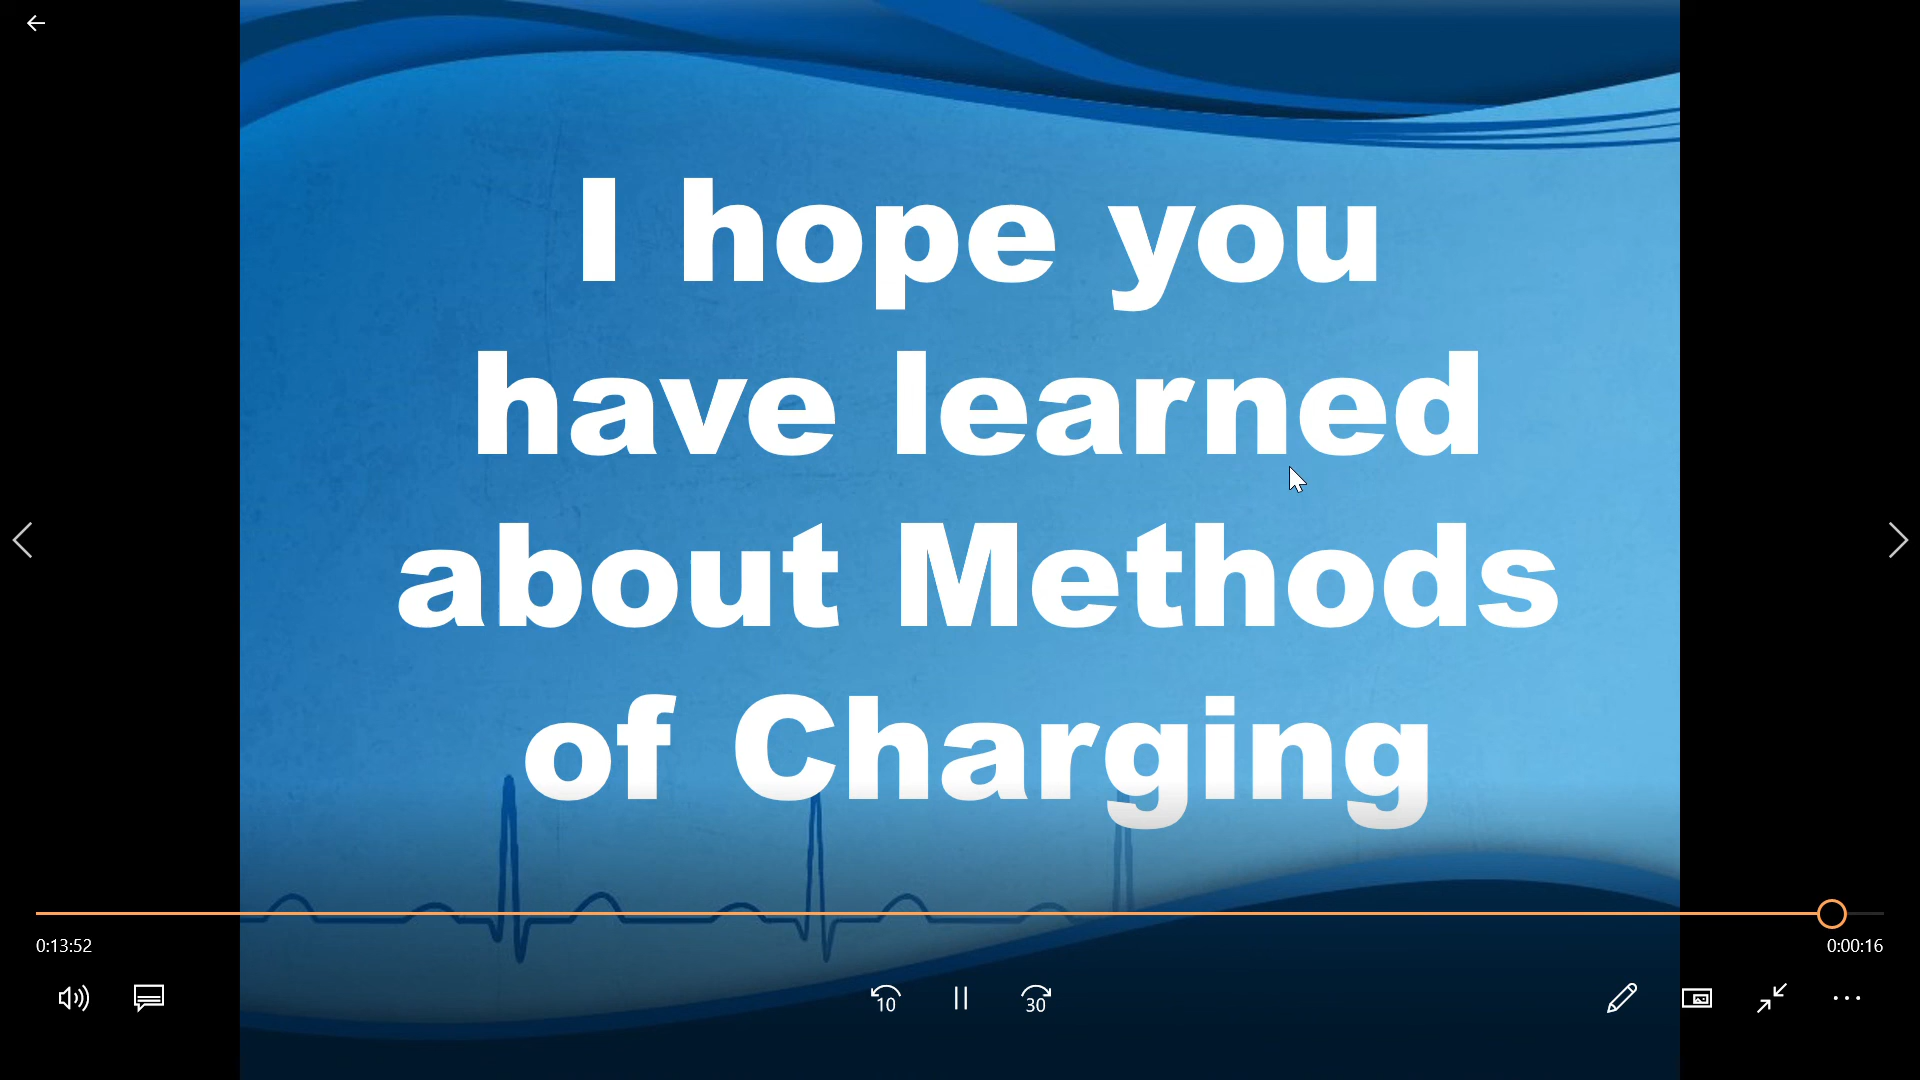 I hope you
have learned
about Methods
of Charging
0:13:52
0:00:16
10
30